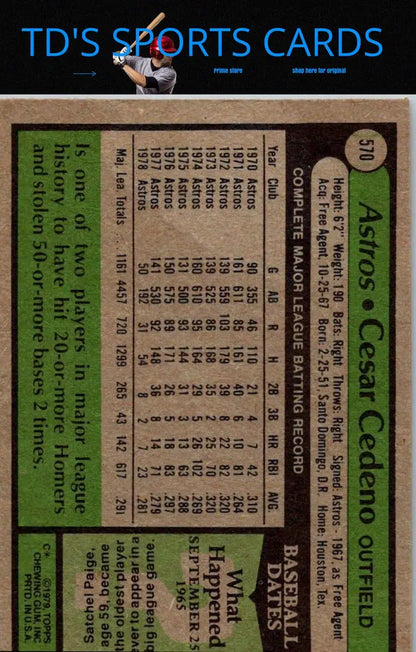 TD'S SPORTS CARDS
prime store
shop here for original
570
Astros • Cesar Cedeno OUTFIELD
Height: 6'2" Weight: 190 Bats: Right Throws: Right Signed: Astros - 1967, as Free Agent
Acq: Free Agent, 10-25-67 Born: 2-25-51, Santo Domingo, D.R. Home: Houston, Tex.
COMPLETE MAJOR LEAGUE BATTING RECORD
Year Club G AB R H 2B 3B HR RBI AVG.
1970 Astros 90 355 46 110 21 4 7 42 .310
1971 Astros 161 611 85 161 40 6 10 81 .264
1972 Astros 139 559 103 179 39 8 22 82 .320
1973 Astros 139 525 86 168 35 2 25 70 .320
1974 Astros 160 610 95 164 29 5 26 102 .269
1975 Astros 131 500 93 144 31 3 13 63 .288
1976 Astros 150 575 89 171 26 5 18 83 .297
1977 Astros 141 530 92 148 36 8 14 71 .279
1978 Astros 50 192 31 54 8 2 7 23 .281
Maj. Lea. Totals 1161 4457 720 1299 265 43 142 617 .291
Is one of two players in major league
history to have hit 20-or-more Homers
and stolen 50-or-more bases 2 times.
BASEBALL
DATES
What
Happened
SEPTEMBER 25
1965
Satchel Paige,
age 59, became
the oldest player
ever to appear in a
big league game.
C* © 1979, TOPPS
CHEWING GUM, INC.
PRTD. IN U.S.A.